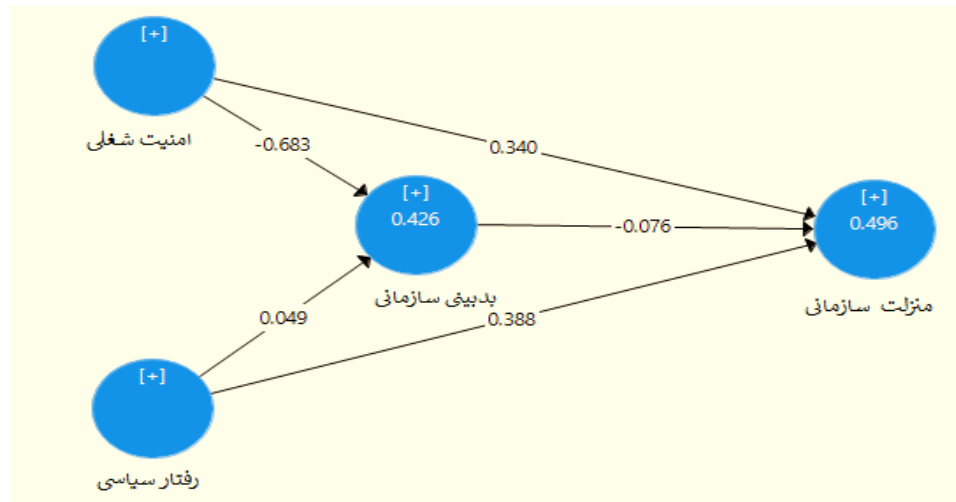 [+]
امنیت شغلی
-0.683
0.340
[+]
0.426
بدبینی سازمانی
-0.076
[+]
0.496
منزلت سازمانی
0.049
0.388
[+]
رفتار سیاسی